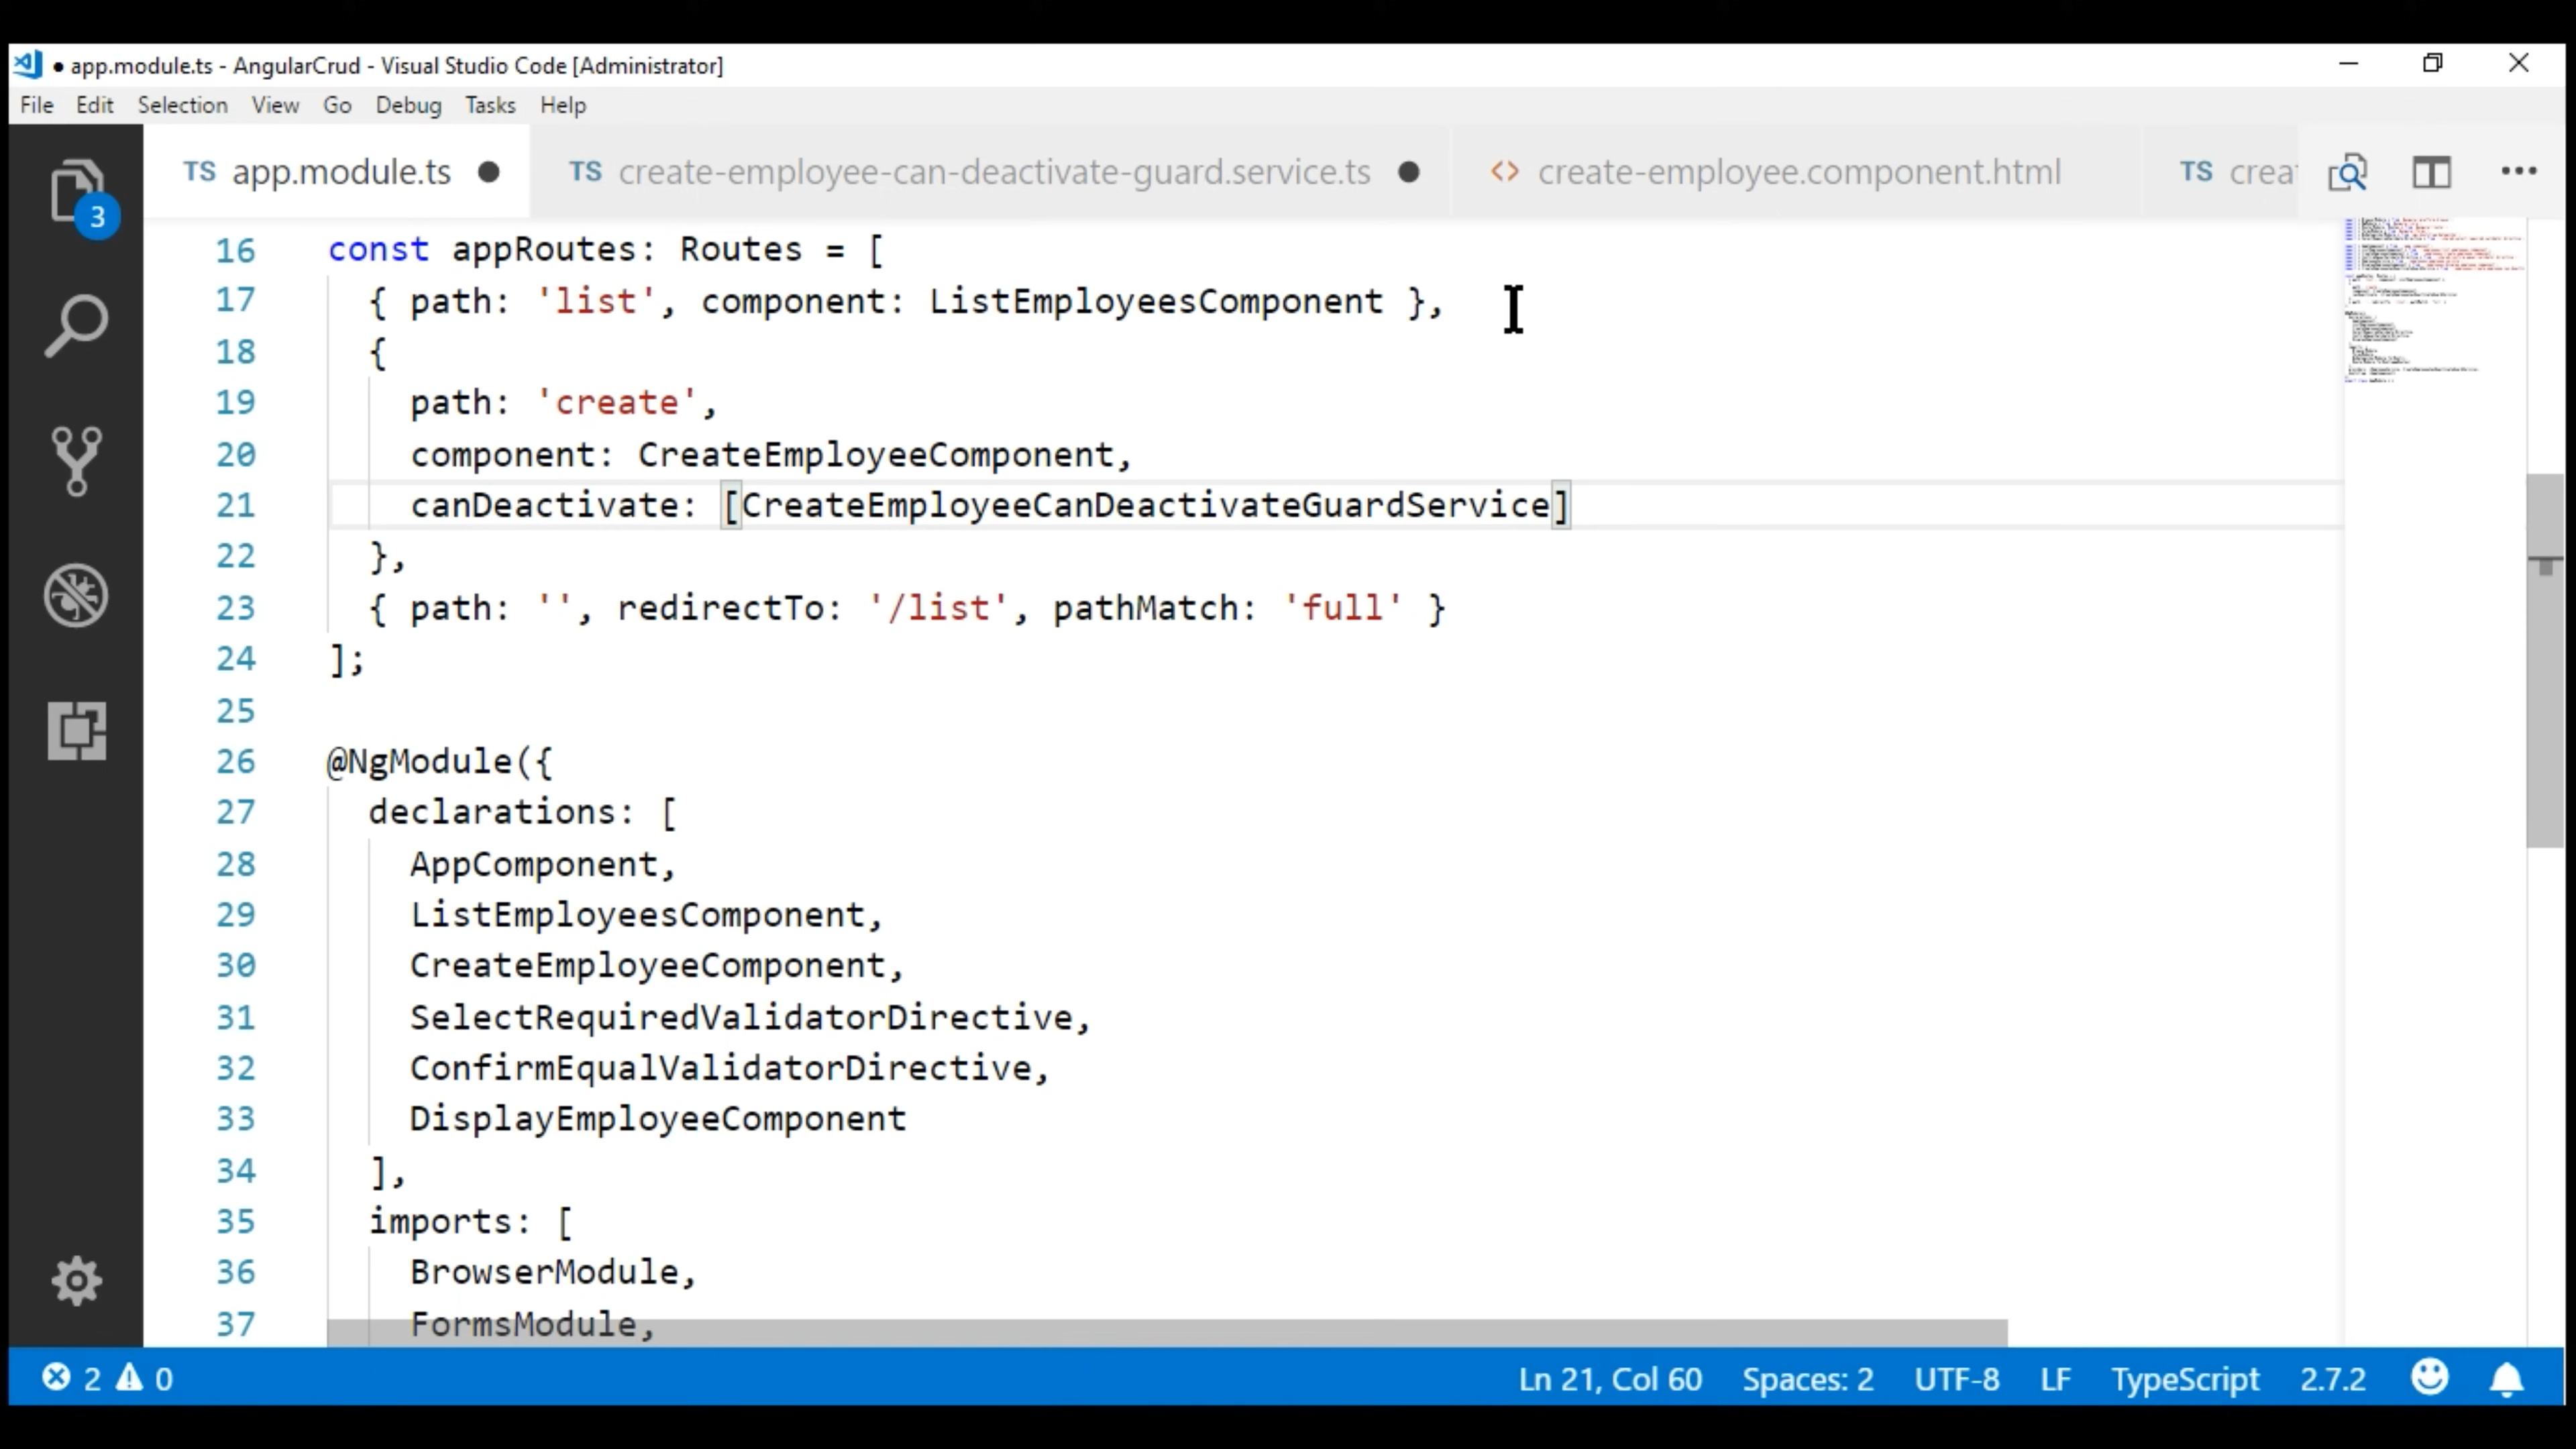 app.module.ts - AngularCrud - Visual Studio Code [Administrator]
File Edit Selection View Go Debug Tasks Help
TS app.module.ts TS create-employee-can-deactivate-guard.service.ts <> create-employee.component.html TS crea
3
16 const appRoutes: Routes = [
17 { path: 'list', component: ListEmployeesComponent },
18 {
19 path: 'create',
20 component: CreateEmployeeComponent,
21 canDeactivate: [CreateEmployeeCanDeactivateGuardService]
22 },
23 { path: '', redirectTo: '/list', pathMatch: 'full' }
24 ];
25
26 @NgModule({
27 declarations: [
28 AppComponent,
29 ListEmployeesComponent,
30 CreateEmployeeComponent,
31 SelectRequiredValidatorDirective,
32 ConfirmEqualValidatorDirective,
33 DisplayEmployeeComponent
34 ],
35 imports: [
36 BrowserModule,
37 FormsModule,
2 0 Ln 21, Col 60 Spaces: 2 UTF-8 LF TypeScript 2.7.2